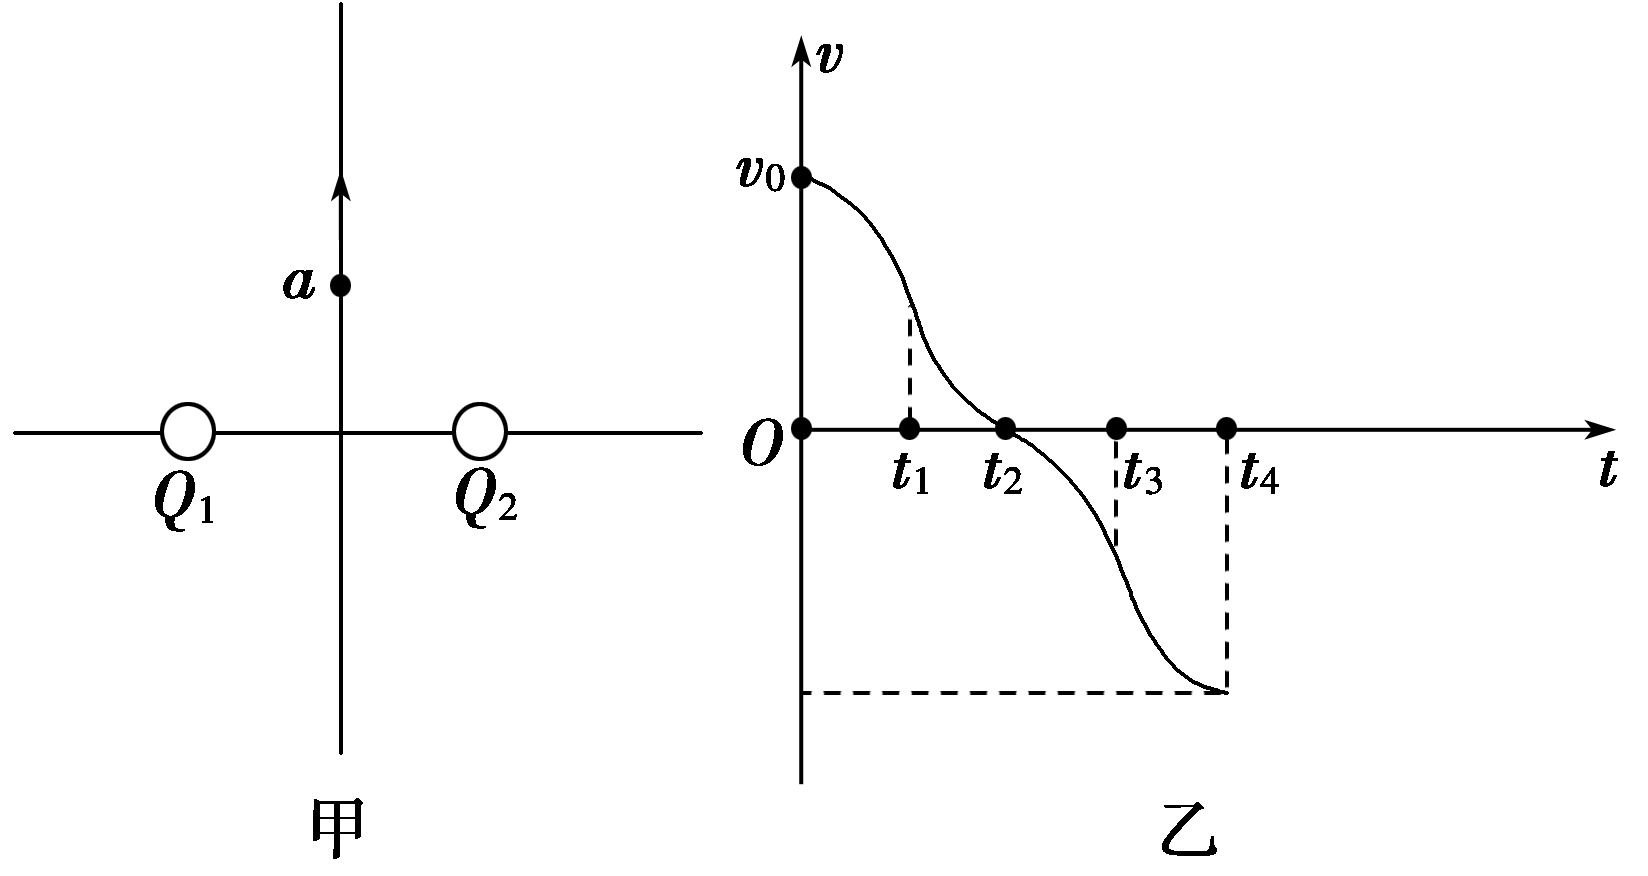 a
Q₁
Q₂
甲
v
v₀
O
t₁
t₂
t₃
t₄
t
乙